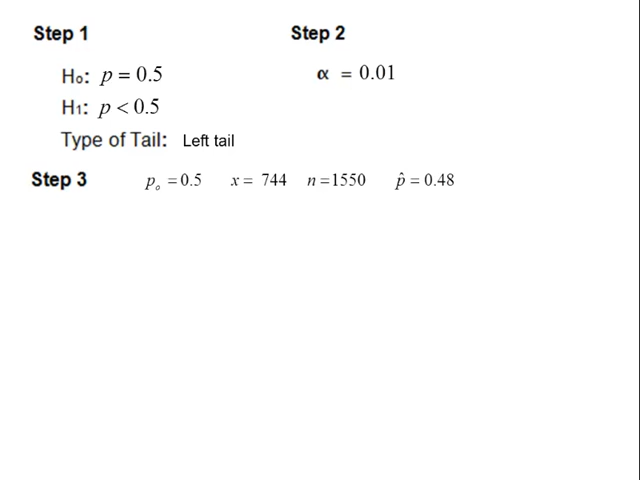 Step 1 Step 2
H₀: p = 0.5 α = 0.01
H₁: p < 0.5
Type of Tail: Left tail
Step 3 pₒ = 0.5 x = 744 n = 1550 p̂ = 0.48